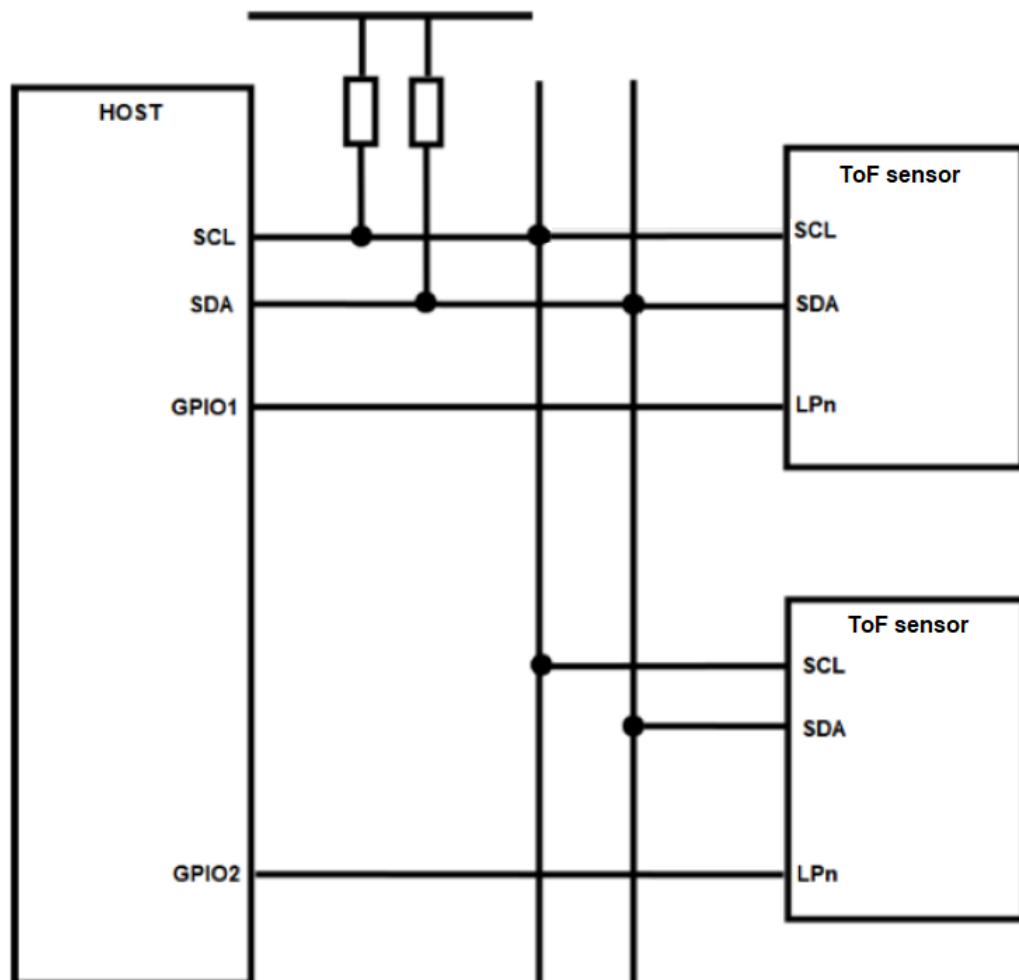 HOST
ToF sensor
SCL
SCL
SDA
SDA
GPIO1
LPn
ToF sensor
SCL
SDA
GPIO2
LPn